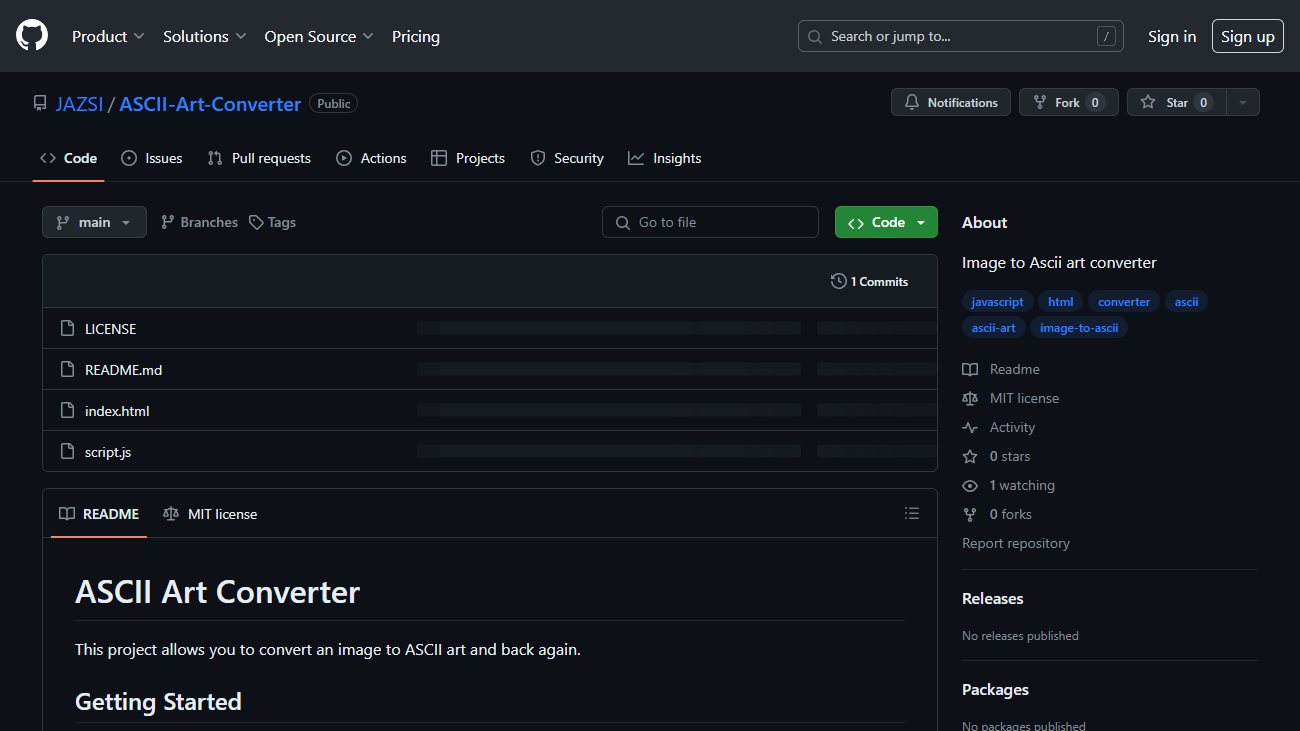 Product Solutions Open Source Pricing Search or jump to... / Sign in Sign up
JAZSI / ASCII-Art-Converter Public Notifications Fork 0 Star 0
Code Issues Pull requests Actions Projects Security Insights
main Branches Tags Go to file Code
1 Commits
LICENSE
README.md
index.html
script.js
README MIT license
ASCII Art Converter
This project allows you to convert an image to ASCII art and back again.
Getting Started
About
Image to Ascii art converter
javascript html converter ascii
ascii-art image-to-ascii
Readme
MIT license
Activity
0 stars
1 watching
0 forks
Report repository
Releases
No releases published
Packages
No packages published